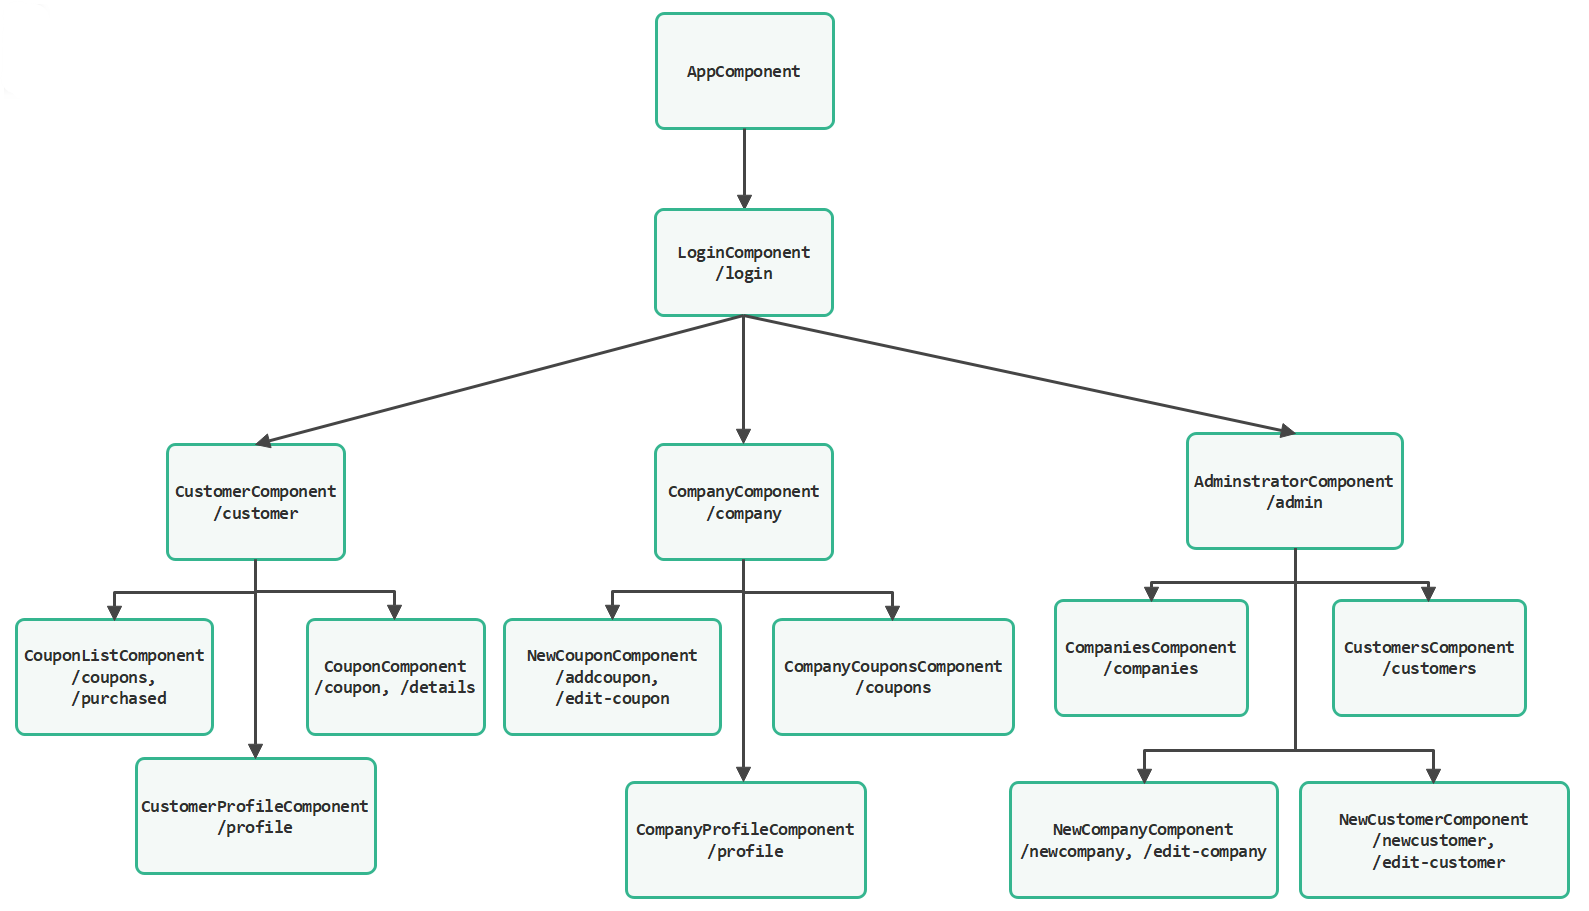 AppComponent
LoginComponent
/login
CustomerComponent
/customer
CompanyComponent
/company
AdminstratorComponent
/admin
CouponListComponent
/coupons,
/purchased
CouponComponent
/coupon, /details
NewCouponComponent
/addcoupon,
/edit-coupon
CompanyCouponsComponent
/coupons
CompaniesComponent
/companies
CustomersComponent
/customers
CustomerProfileComponent
/profile
CompanyProfileComponent
/profile
NewCompanyComponent
/newcompany, /edit-company
NewCustomerComponent
/newcustomer,
/edit-customer